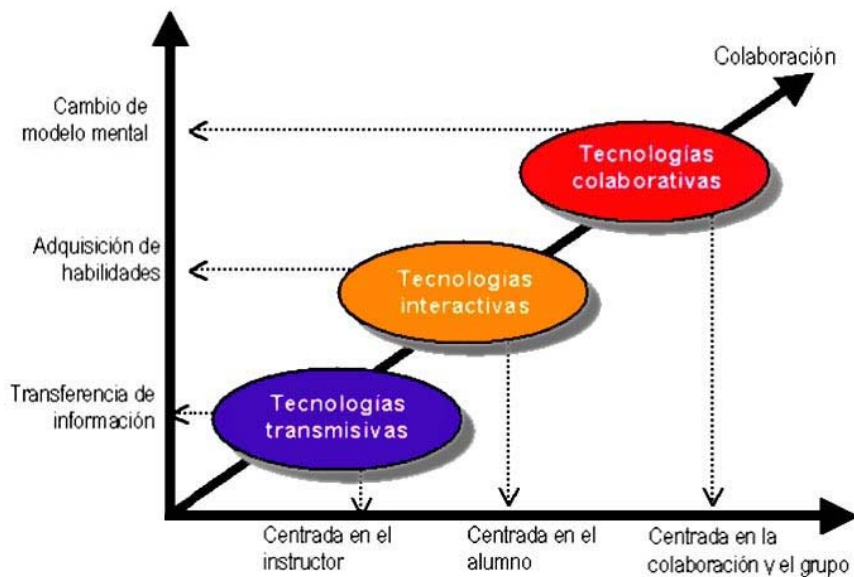 Colaboración
Cambio de
modelo mental
Tecnologías
colaborativas
Adquisición de
habilidades
Tecnologías
interactivas
Transferencia de
información
Tecnologías
transmisivas
Centrada en el
instructor
Centrada en el
alumno
Centrada en la
colaboración y el grupo